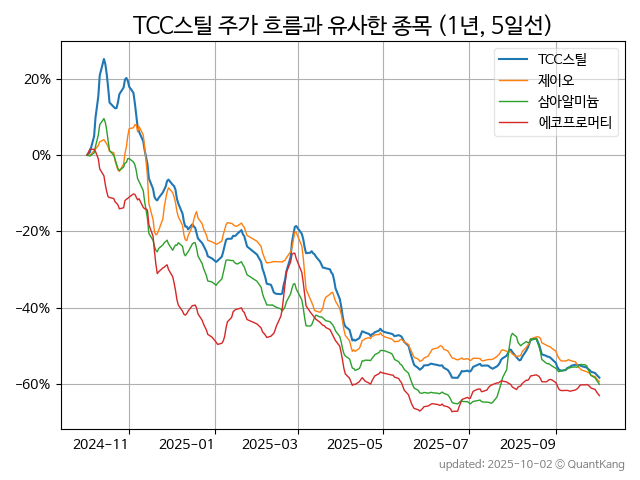 TCC스틸 주가 흐름과 유사한 종목 (1년, 5일선)
TCC스틸
제이오
삼아알미늄
에코프로머티
20%
0%
−20%
−40%
−60%
2024-11
2025-01
2025-03
2025-05
2025-07
2025-09
updated: 2025-10-02 © QuantKang